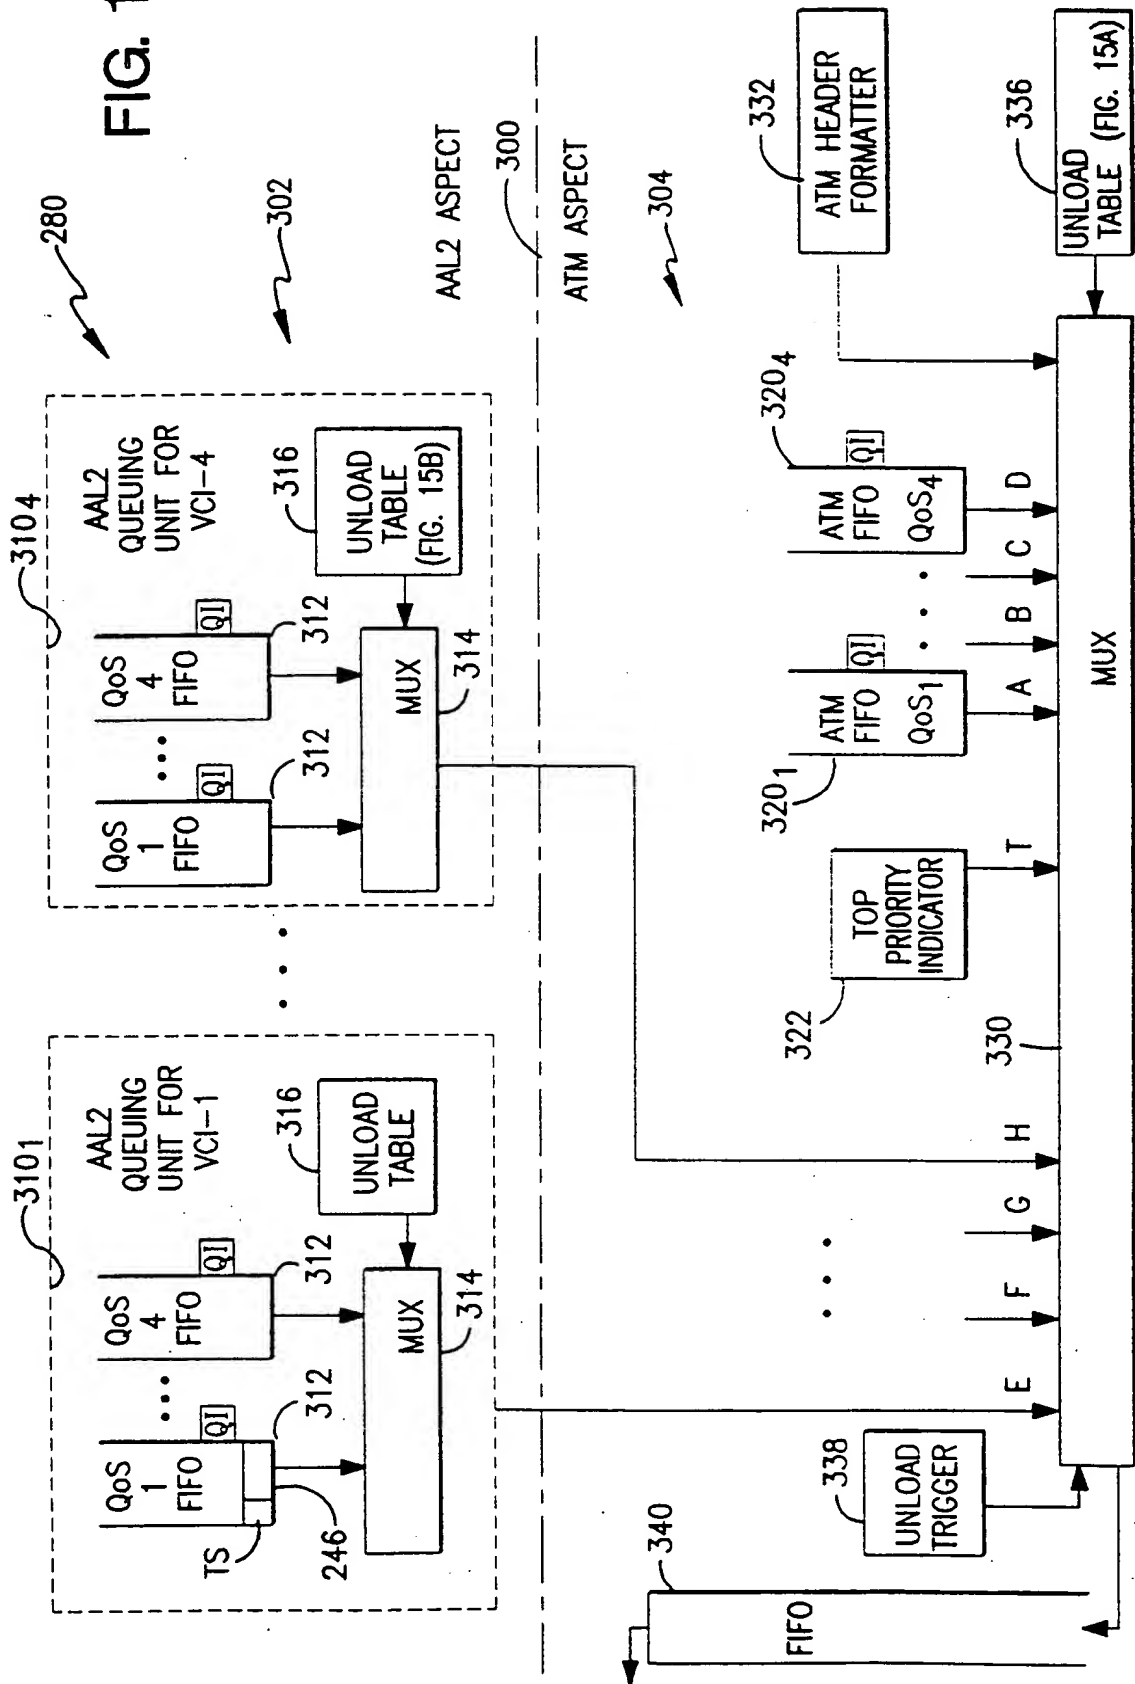 FIG. 1
280
302
AAL2 ASPECT
300
ATM ASPECT
304
3101
AAL2
QUEUING
UNIT FOR
VCI-1
QoS
1
FIFO
QI
312
TS
246
QoS
4
FIFO
QI
312
316
UNLOAD
TABLE
MUX
314
3104
AAL2
QUEUING
UNIT FOR
VCI-4
QoS
1
FIFO
QI
312
QoS
4
FIFO
QI
312
316
UNLOAD
TABLE
(FIG. 15B)
MUX
314
340
FIFO
338
UNLOAD
TRIGGER
E
F
G
H
330
322
TOP
PRIORITY
INDICATOR
T
3201
ATM
FIFO
QoS1
QI
A
B
C
D
3204
ATM
FIFO
QoS4
QI
332
ATM HEADER
FORMATTER
336
UNLOAD
TABLE (FIG. 15A)
MUX